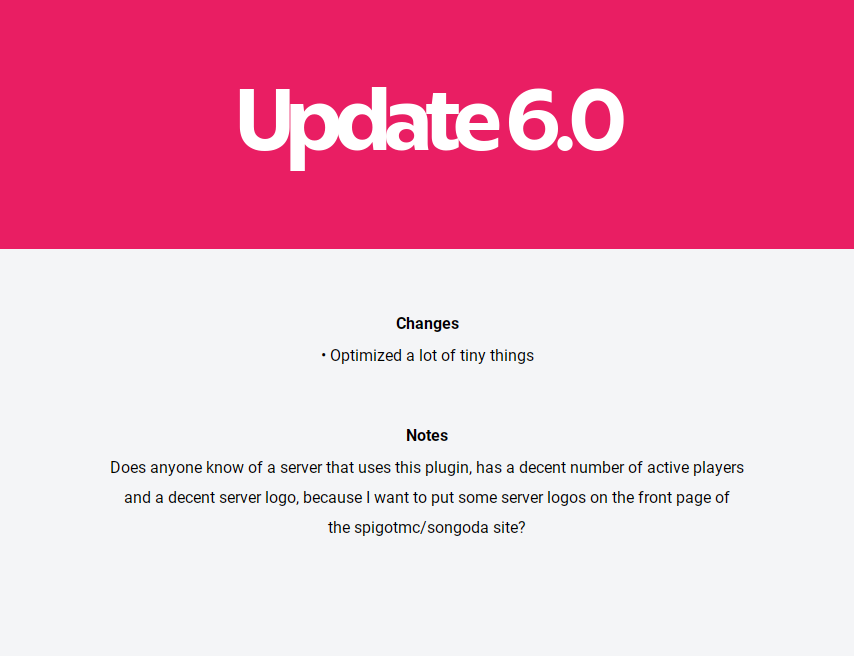 Update 6.0
Changes
• Optimized a lot of tiny things
Notes
Does anyone know of a server that uses this plugin, has a decent number of active players
and a decent server logo, because I want to put some server logos on the front page of
the spigotmc/songoda site?